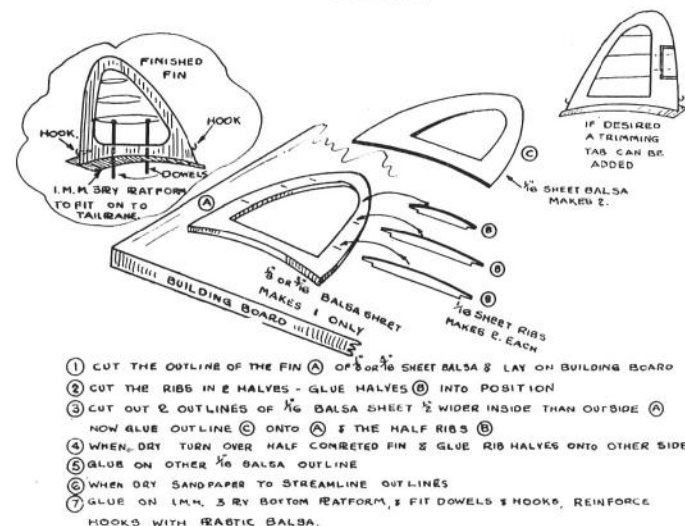 FINISHED
FIN
HOOK
HOOK
DOWELS
1.M.M. 3PLY PLATFORM
TO FIT ON TO
TAILPLANE.
A
C
1/16" SHEET BALSA
MAKES 2.
IF DESIRED
A TRIMMING
TAB CAN BE
ADDED
B
B
B
1/16 SHEET RIBS
MAKES 2. EACH
BUILDING BOARD
1/8" OR 3/16" BALSA SHEET
MAKES 1 ONLY
1 CUT THE OUTLINE OF THE FIN A OF 1/8" OR 3/16" SHEET BALSA & LAY ON BUILDING BOARD
2 CUT THE RIBS IN 2 HALVES - GLUE HALVES B INTO POSITION
3 CUT OUT 2 OUTLINES OF 1/16 BALSA SHEET 1/2" WIDER INSIDE THAN OUTSIDE A
NOW GLUE OUTLINE C ONTO A & THE HALF RIBS B
4 WHEN DRY TURN OVER HALF COMPLETED FIN & GLUE RIB HALVES ONTO OTHER SIDE
5 GLUE ON OTHER 1/16 BALSA OUTLINE
6 WHEN DRY SANDPAPER TO STREAMLINE OUTLINES
7 GLUE ON 1.M.M. 3 PLY BOTTOM PLATFORM, & FIT DOWELS & HOOKS, REINFORCE
HOOKS WITH PLASTIC BALSA.